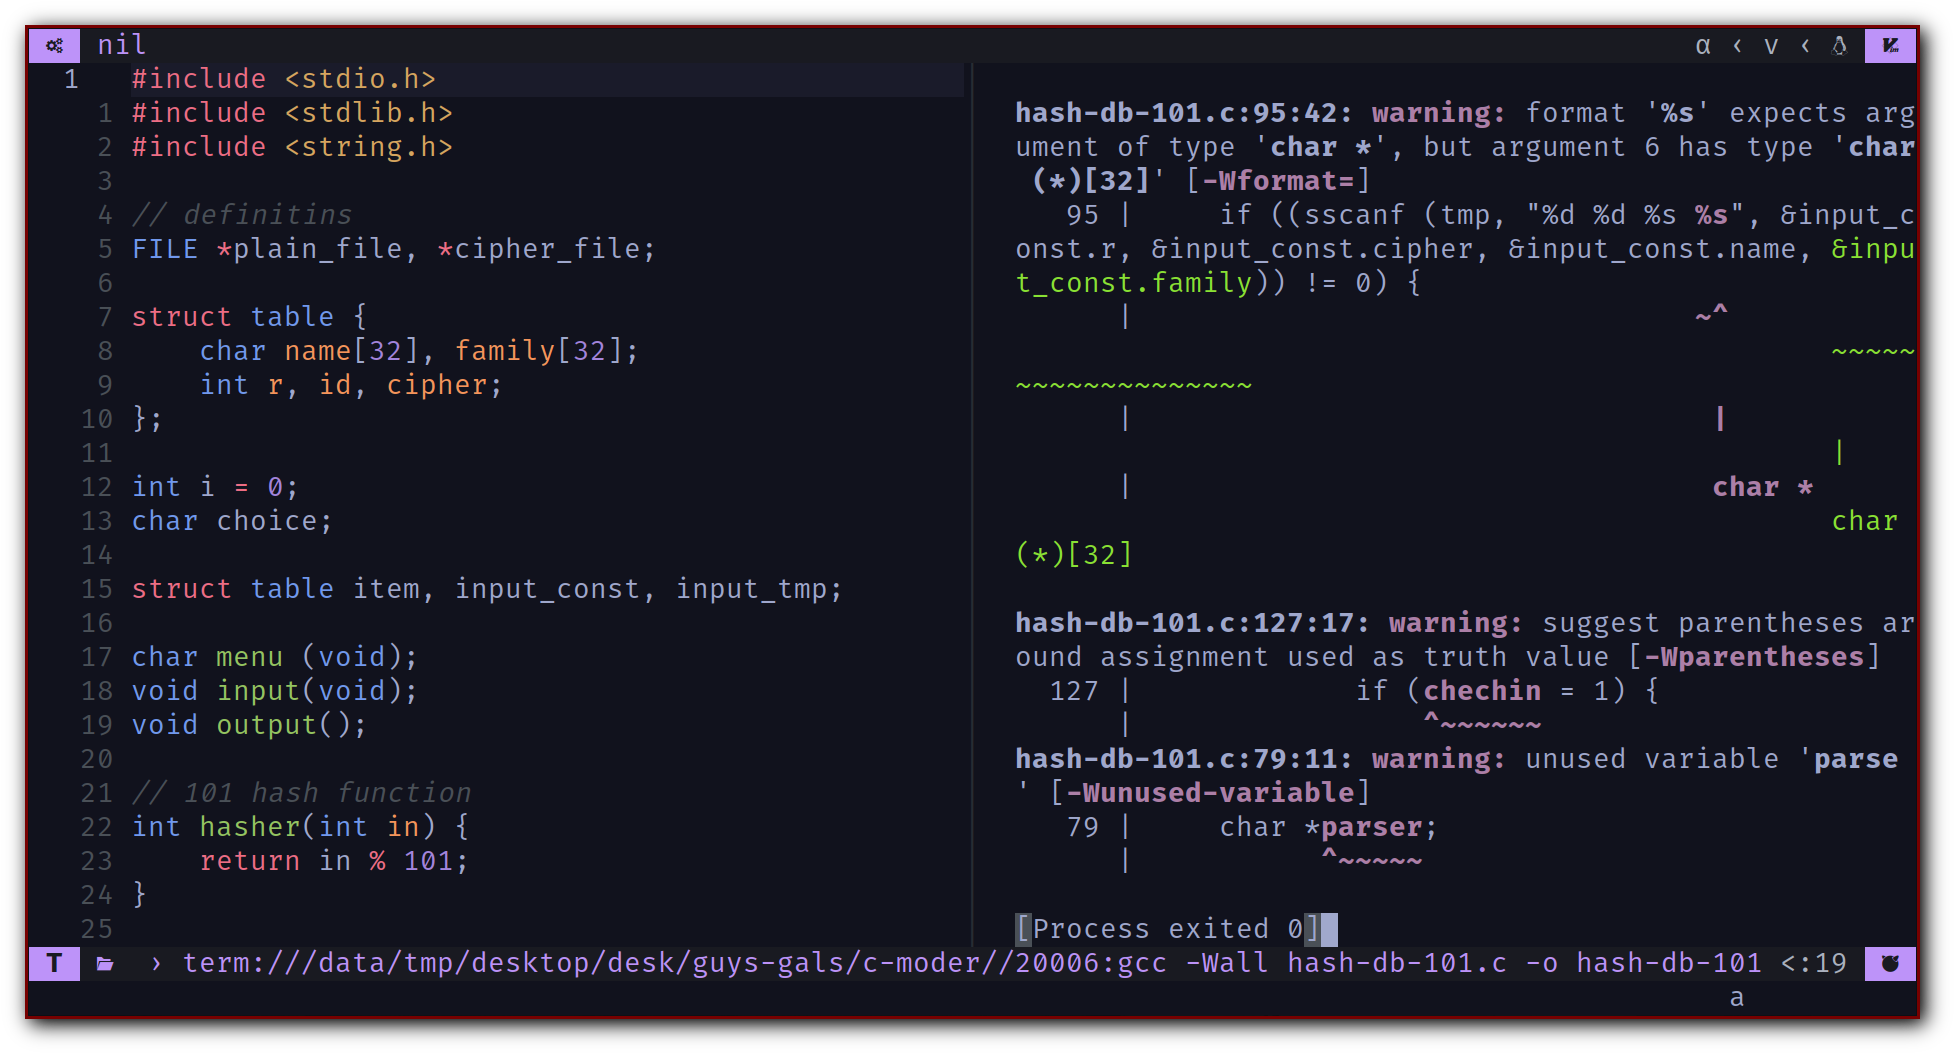 nil α ‹ v ‹
1 #include <stdio.h>
1 #include <stdlib.h>
2 #include <string.h>
3
4 // definitins
5 FILE *plain_file, *cipher_file;
6
7 struct table {
8     char name[32], family[32];
9     int r, id, cipher;
10 };
11
12 int i = 0;
13 char choice;
14
15 struct table item, input_const, input_tmp;
16
17 char menu (void);
18 void input(void);
19 void output();
20
21 // 101 hash function
22 int hasher(int in) {
23     return in % 101;
24 }
25
hash-db-101.c:95:42: warning: format '%s' expects arg
ument of type 'char *', but argument 6 has type 'char
 (*)[32]' [-Wformat=]
   95 |     if ((sscanf (tmp, "%d %d %s %s", &input_c
onst.r, &input_const.cipher, &input_const.name, &inpu
t_const.family)) != 0) {
      |                                 ~^
                                                ~~~~~
~~~~~~~~~~~~~~
      |                                  |
                                                |
      |                                  char *
                                                char
(*)[32]
hash-db-101.c:127:17: warning: suggest parentheses ar
ound assignment used as truth value [-Wparentheses]
  127 |             if (chechin = 1) {
      |                 ^~~~~~~
hash-db-101.c:79:11: warning: unused variable 'parse
' [-Wunused-variable]
   79 |     char *parser;
      |           ^~~~~~
[Process exited 0]
T › term:///data/tmp/desktop/desk/guys-gals/c-moder//20006:gcc -Wall hash-db-101.c -o hash-db-101 <:19
a